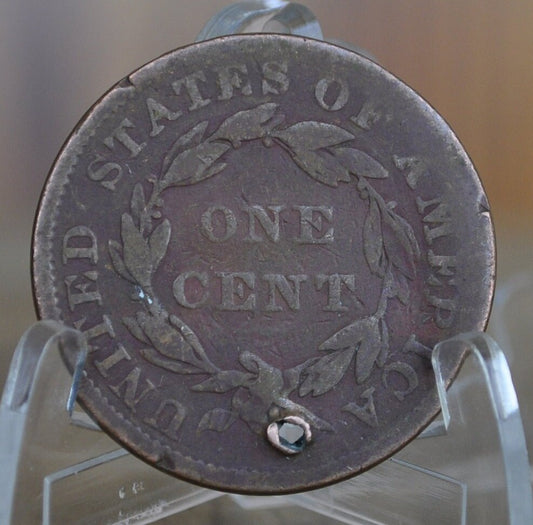 UNITED STATES OF AMERICA
ONE
CENT